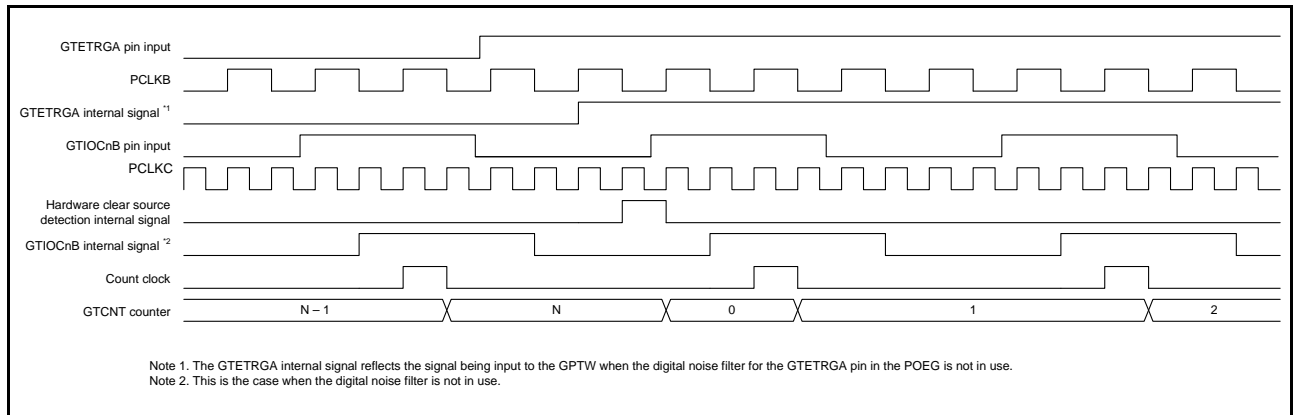 GTETRGA pin input
PCLKB
GTETRGA internal signal *1
GTIOCnB pin input
PCLKC
Hardware clear source
detection internal signal
GTIOCnB internal signal *2
Count clock
GTCNT counter
N – 1 N 0 1 2
Note 1. The GTETRGA internal signal reflects the signal being input to the GPTW when the digital noise filter for the GTETRGA pin in the POEG is not in use.
Note 2. This is the case when the digital noise filter is not in use.